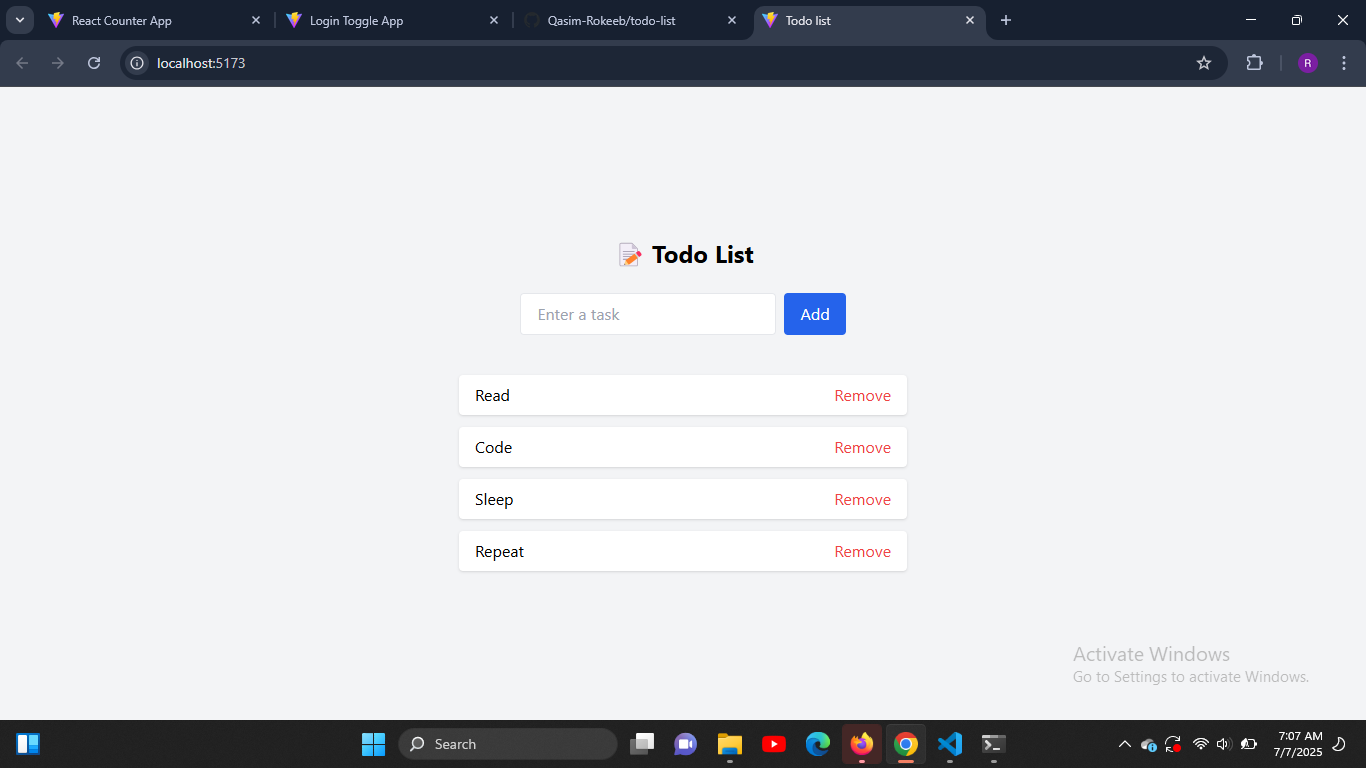 React Counter App
Login Toggle App
Qasim-Rokeeb/todo-list
Todo list
localhost:5173
R
📝 Todo List
Enter a task
Add
Read Remove
Code Remove
Sleep Remove
Repeat Remove
Activate Windows
Go to Settings to activate Windows.
Search
7:07 AM
7/7/2025